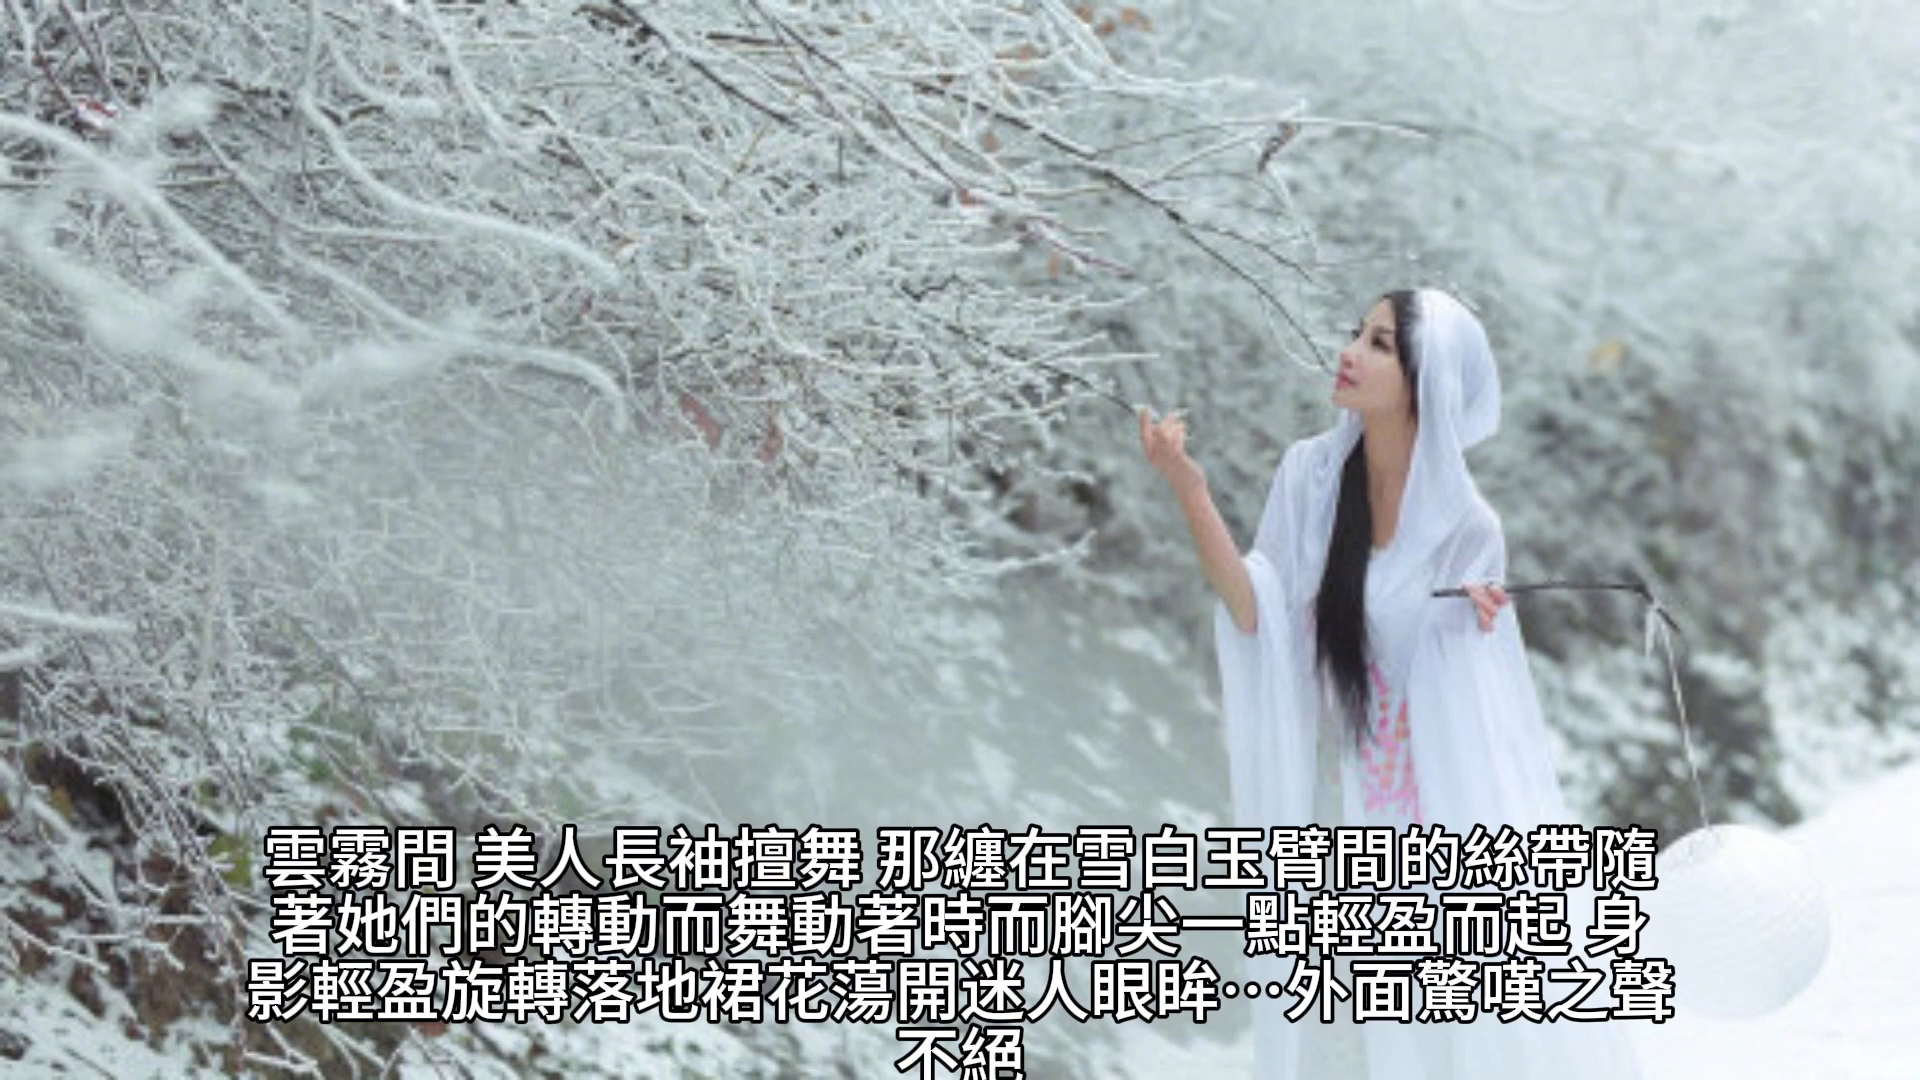 雲霧間 美人長袖擅舞 那纏在雪白玉臂間的絲帶隨
著她們的轉動而舞動著時而腳尖一點輕盈而起 身
影輕盈旋轉落地裙花蕩開迷人眼眸…外面驚嘆之聲
不絕